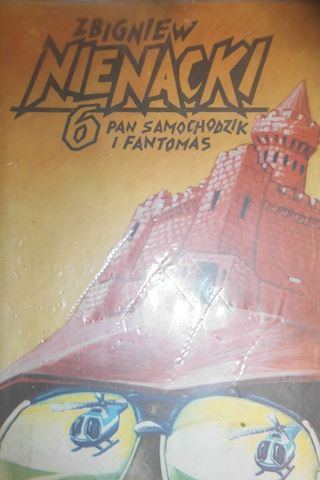 ZBIGNIEW
NIENACKI
6 PAN SAMOCHODZIK
I FANTOMAS